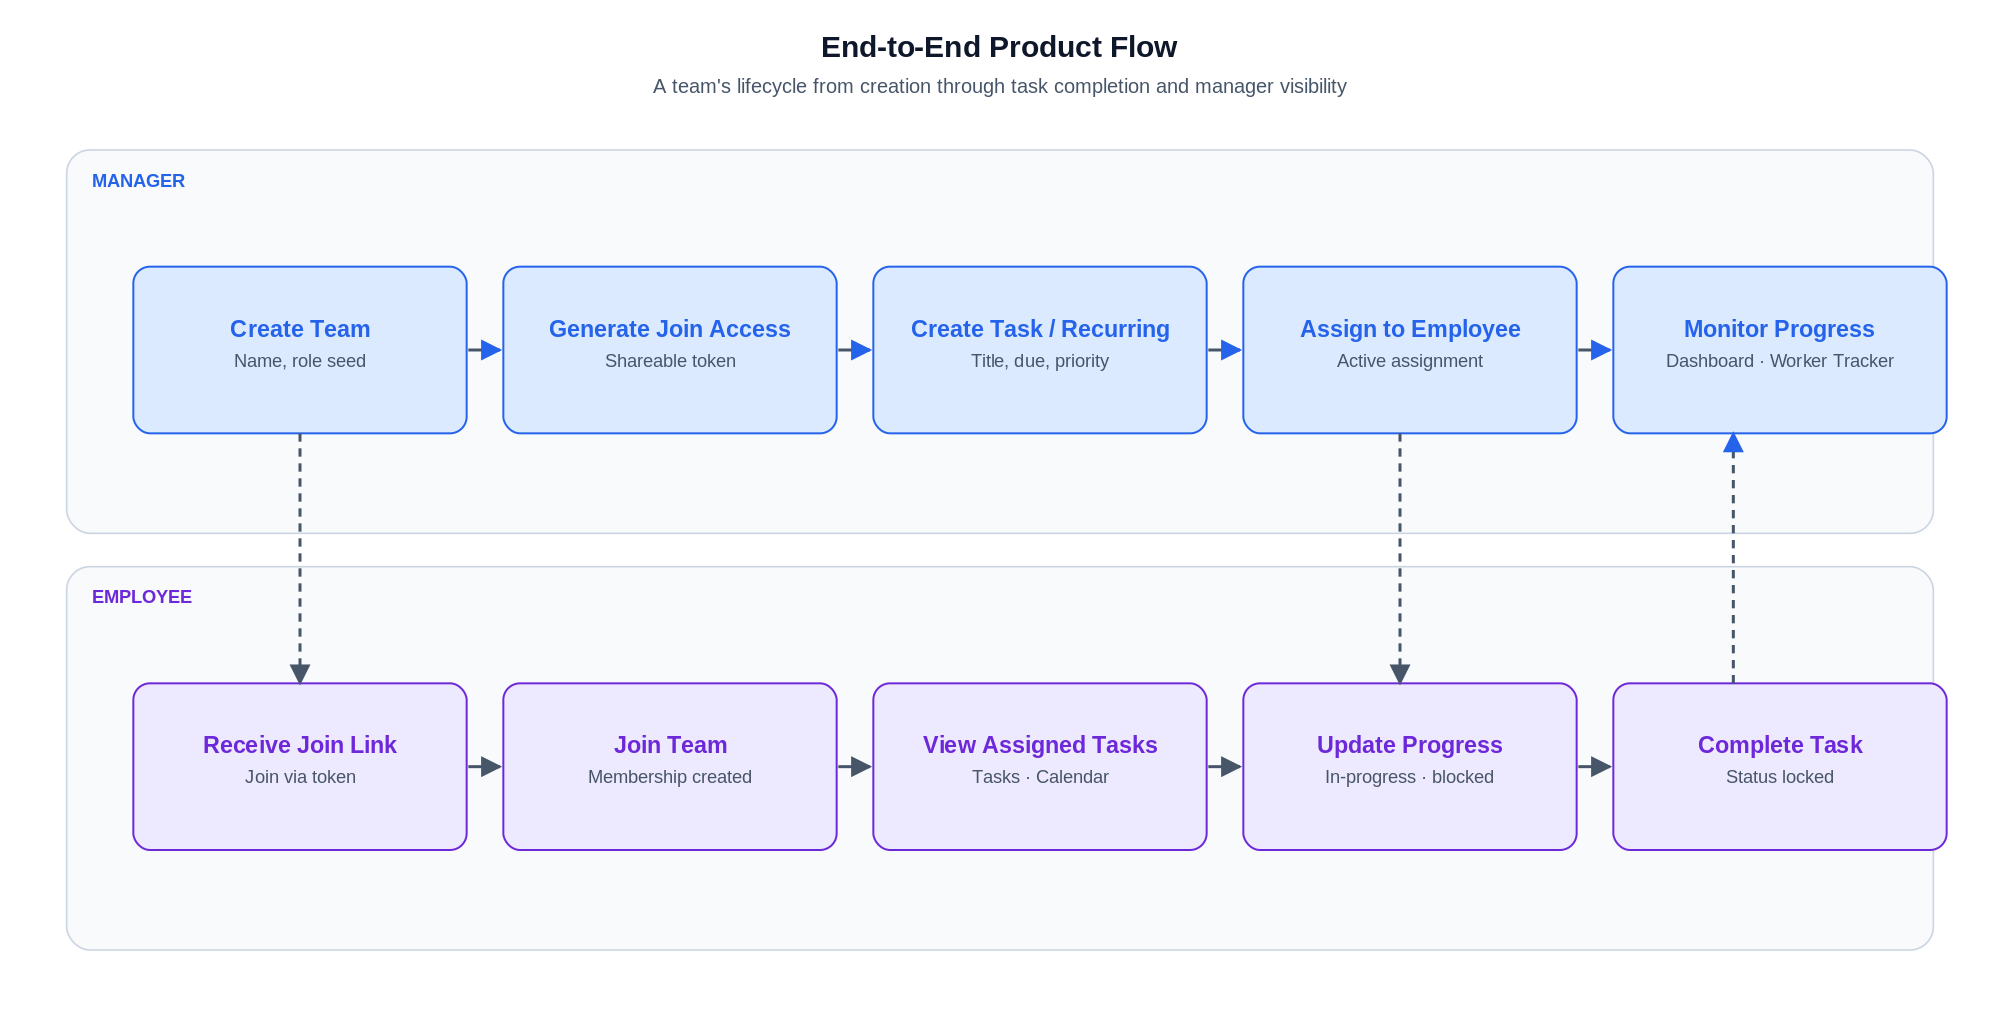 End-to-End Product Flow
A team's lifecycle from creation through task completion and manager visibility
MANAGER
Create Team
Name, role seed
Generate Join Access
Shareable token
Create Task / Recurring
Title, due, priority
Assign to Employee
Active assignment
Monitor Progress
Dashboard · Worker Tracker
EMPLOYEE
Receive Join Link
Join via token
Join Team
Membership created
View Assigned Tasks
Tasks · Calendar
Update Progress
In-progress · blocked
Complete Task
Status locked